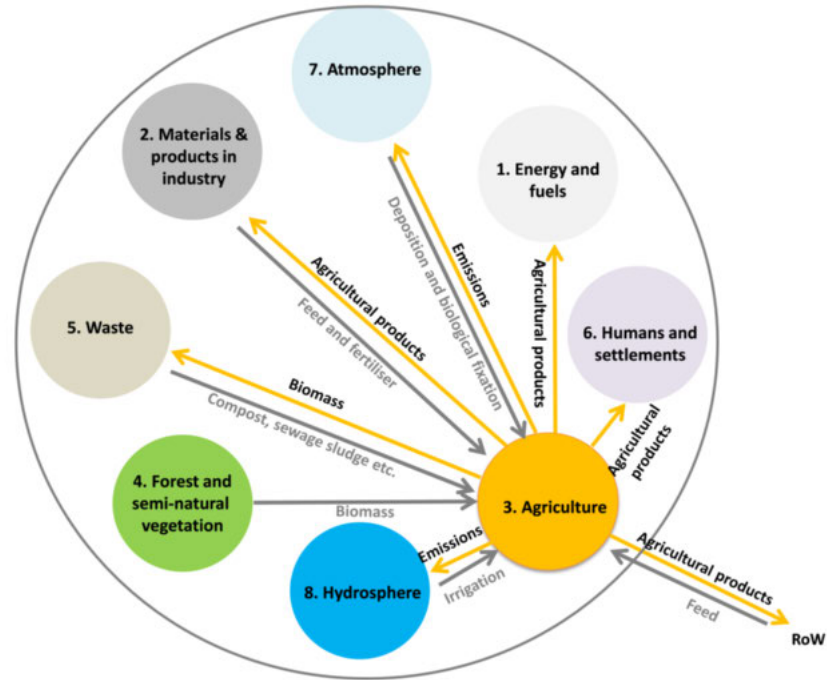 7. Atmosphere
2. Materials &
products in
industry
1. Energy and
fuels
Deposition and biological fixation
Emissions
Agricultural products
Agricultural products
Feed and fertiliser
5. Waste
6. Humans and
settlements
Biomass
Compost, sewage sludge etc.
Agricultural
products
4. Forest and
semi-natural
vegetation
Biomass
3. Agriculture
Emissions
Irrigation
8. Hydrosphere
Agricultural products
Feed
RoW